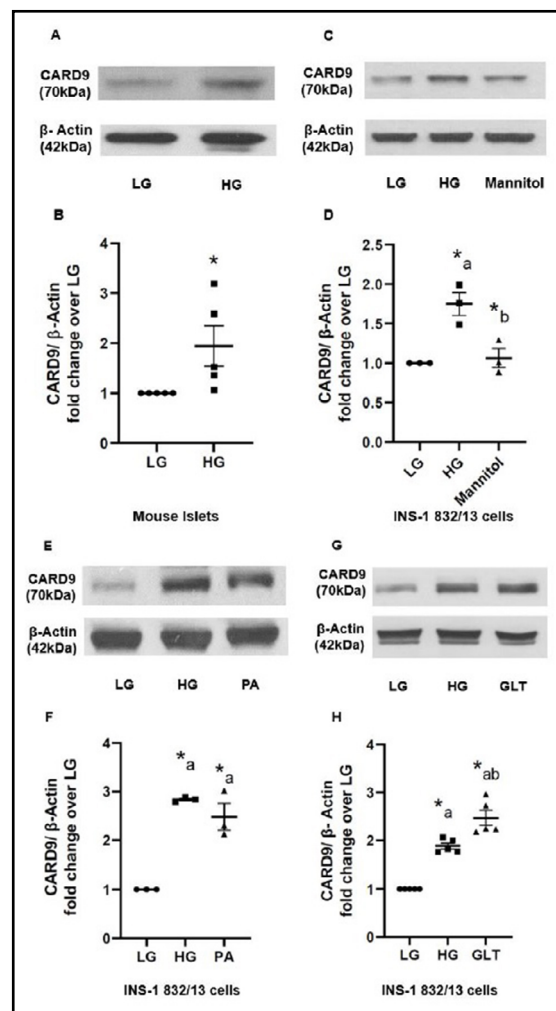 A
CARD9
(70kDa)
β- Actin
(42kDa)
LG HG
C
CARD9
(70kDa)
β-Actin
(42kDa)
LG HG Mannitol
B
CARD9/ β-Actin
fold change over LG
4
3
2
1
0
*
LG HG
Mouse Islets
D
CARD9/ β-Actin
fold change over LG
2.5
2.0
1.5
1.0
0.5
0.0
*a
*b
LG HG Mannitol
INS-1 832/13 cells
E
CARD9
(70kDa)
β-Actin
(42kDa)
LG HG PA
G
CARD9
(70kDa)
β-Actin
(42kDa)
LG HG GLT
F
CARD9/ β-Actin
fold change over LG
4
3
2
1
0
*a
*a
LG HG PA
INS-1 832/13 cells
H
CARD9/ β- Actin
fold change over LG
4
3
2
1
0
*a
*ab
LG HG GLT
INS-1 832/13 cells